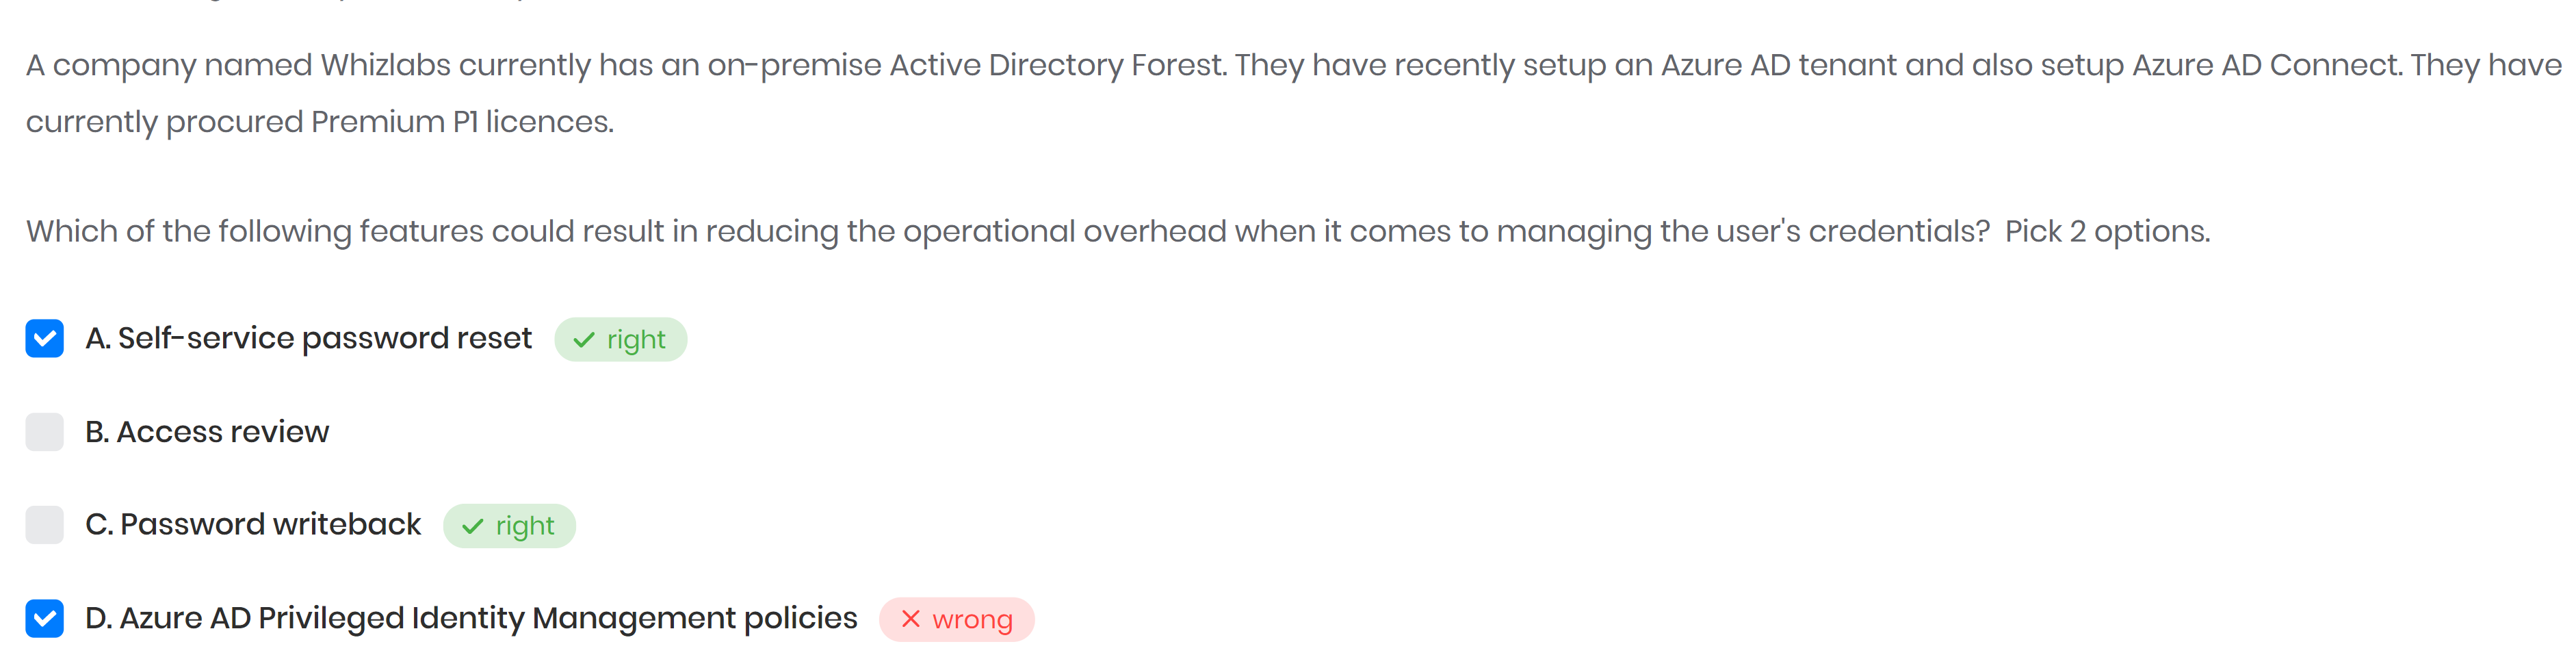 A company named Whizlabs currently has an on-premise Active Directory Forest. They have recently setup an Azure AD tenant and also setup Azure AD Connect. They have
currently procured Premium P1 licences.
Which of the following features could result in reducing the operational overhead when it comes to managing the user's credentials?  Pick 2 options.
A. Self-service password reset right
B. Access review
C. Password writeback right
D. Azure AD Privileged Identity Management policies wrong